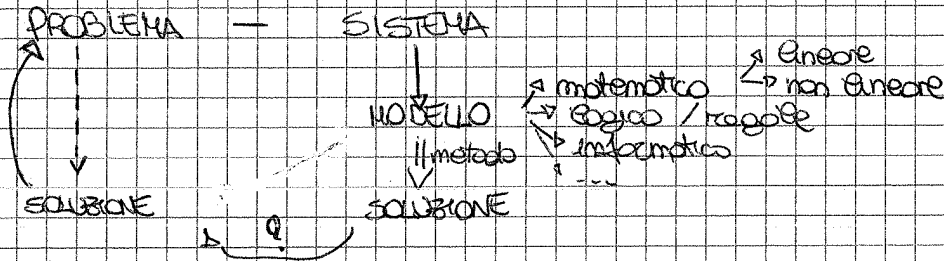 PROBLEMA — SISTEMA
lineare
matematico non lineare
MODELLO logico / regole
metodo informatico
...
SOLUZIONE SOLUZIONE
?